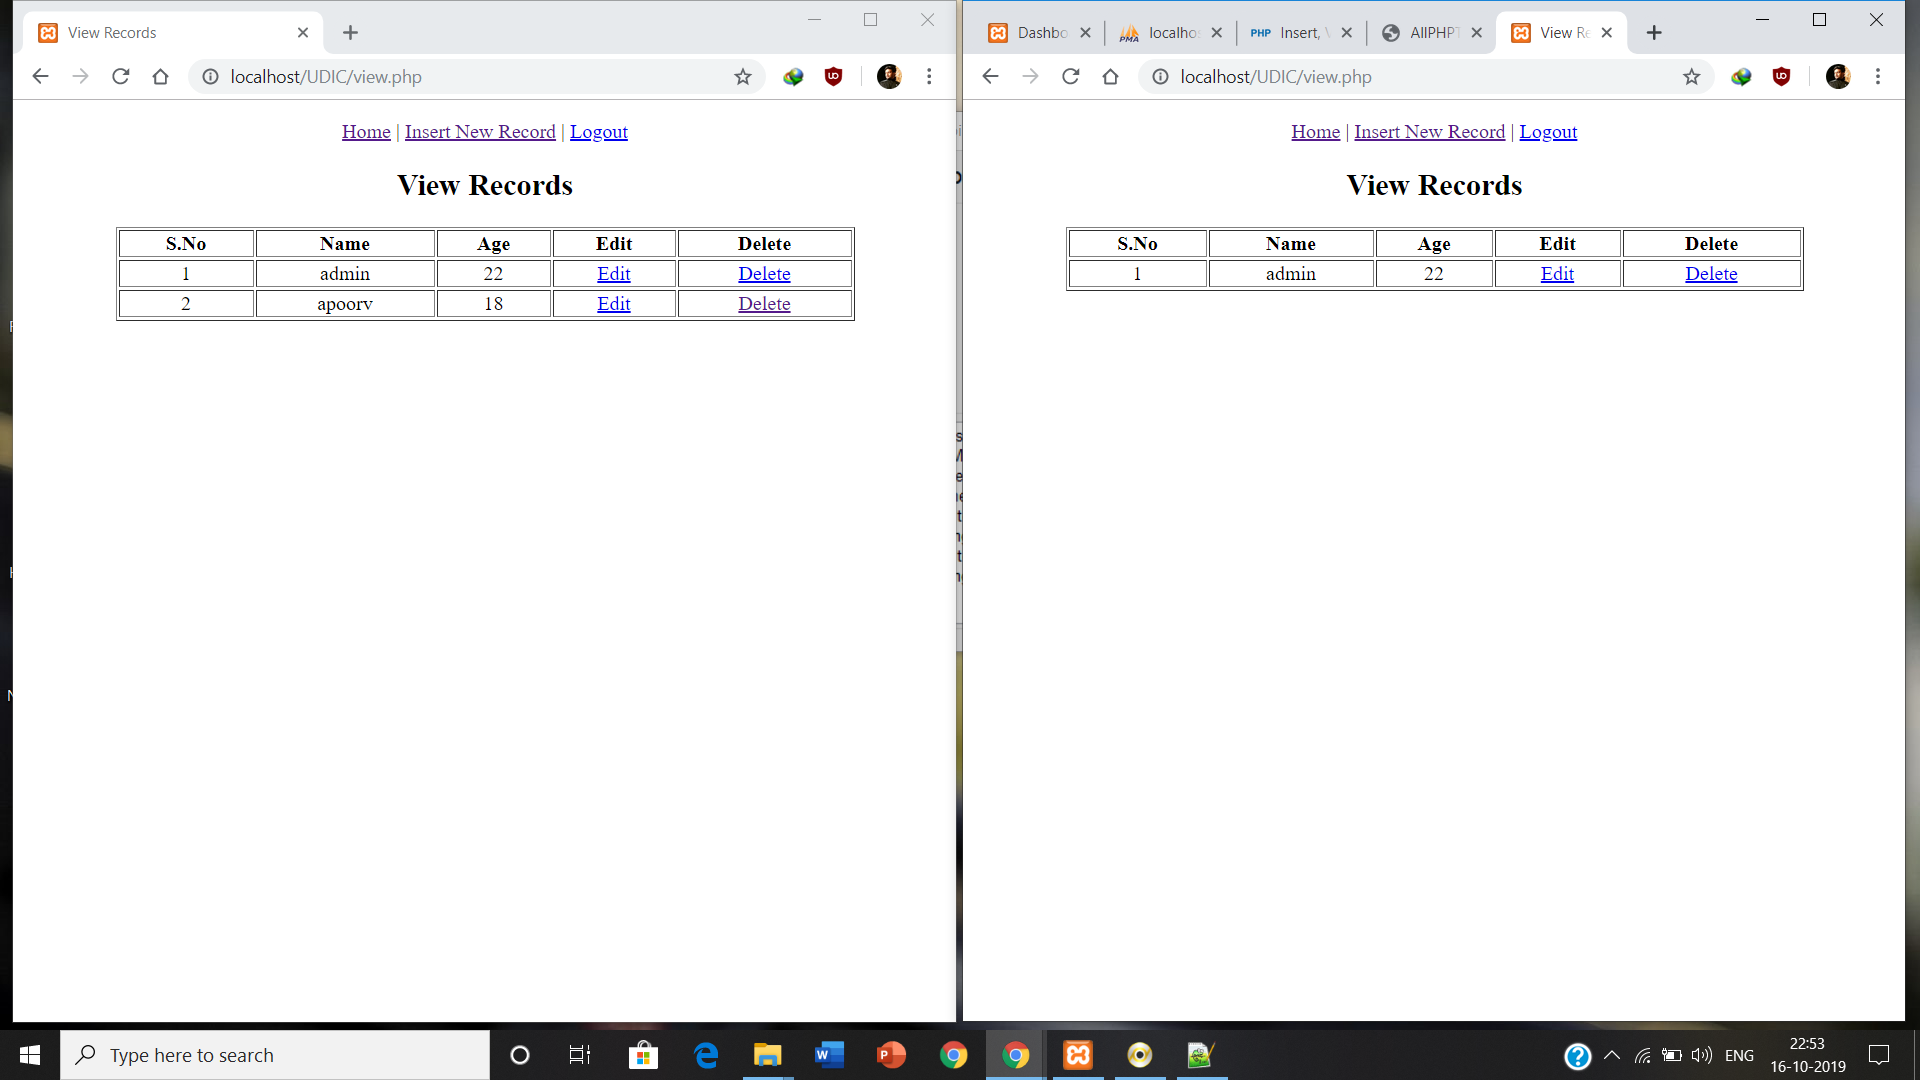 View Records
localhost/UDIC/view.php
Home | Insert New Record | Logout
View Records
S.No Name Age Edit Delete
1 admin 22 Edit Delete
2 apoorv 18 Edit Delete
Dashbo localhos PHP Insert, V AllPHPT View Re
localhost/UDIC/view.php
Home | Insert New Record | Logout
View Records
S.No Name Age Edit Delete
1 admin 22 Edit Delete
Type here to search
ENG
22:53
16-10-2019